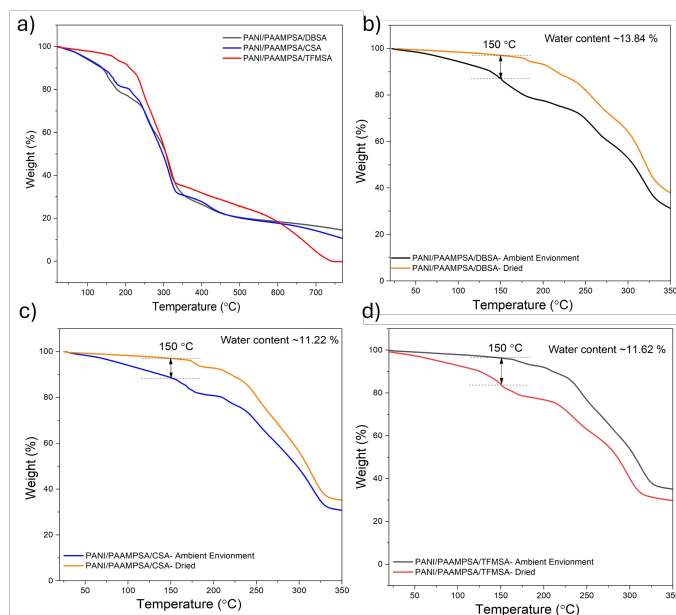 a)
PANI/PAAMPSA/DBSA
PANI/PAAMPSA/CSA
PANI/PAAMPSA/TFMSA
100
80
60
40
20
0
Weight (%)
100 200 300 400 500 600 700
Temperature (°C)
b)
150 °C
Water content ~13.84 %
100
80
60
40
20
0
Weight (%)
PANI/PAAMPSA/DBSA- Ambient Envionment
PANI/PAAMPSA/DBSA- Dried
50 100 150 200 250 300 350
Temperature (°C)
c)
150 °C
Water content ~11.22 %
100
80
60
40
20
0
Weight (%)
PANI/PAAMPSA/CSA- Ambient Envionment
PANI/PAAMPSA/CSA- Dried
50 100 150 200 250 300 350
Temperature (°C)
d)
150 °C
Water content ~11.62 %
100
80
60
40
20
0
Weight (%)
PANI/PAAMPSA/TFMSA- Ambient Envionment
PANI/PAAMPSA/TFMSA- Dried
50 100 150 200 250 300 350
Temperature (°C)